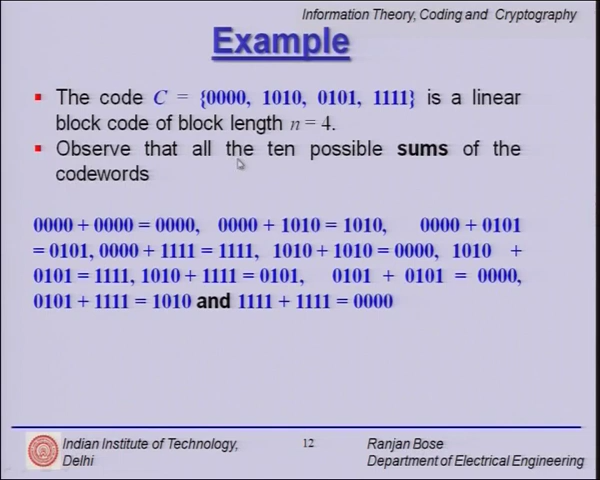 Information Theory, Coding and Cryptography
Example
The code C = {0000, 1010, 0101, 1111} is a linear
block code of block length n = 4.
Observe that all the ten possible sums of the
codewords
0000 + 0000 = 0000, 0000 + 1010 = 1010, 0000 + 0101
= 0101, 0000 + 1111 = 1111, 1010 + 1010 = 0000, 1010 +
0101 = 1111, 1010 + 1111 = 0101, 0101 + 0101 = 0000,
0101 + 1111 = 1010 and 1111 + 1111 = 0000
Indian Institute of Technology,
Delhi
12
Ranjan Bose
Department of Electrical Engineering